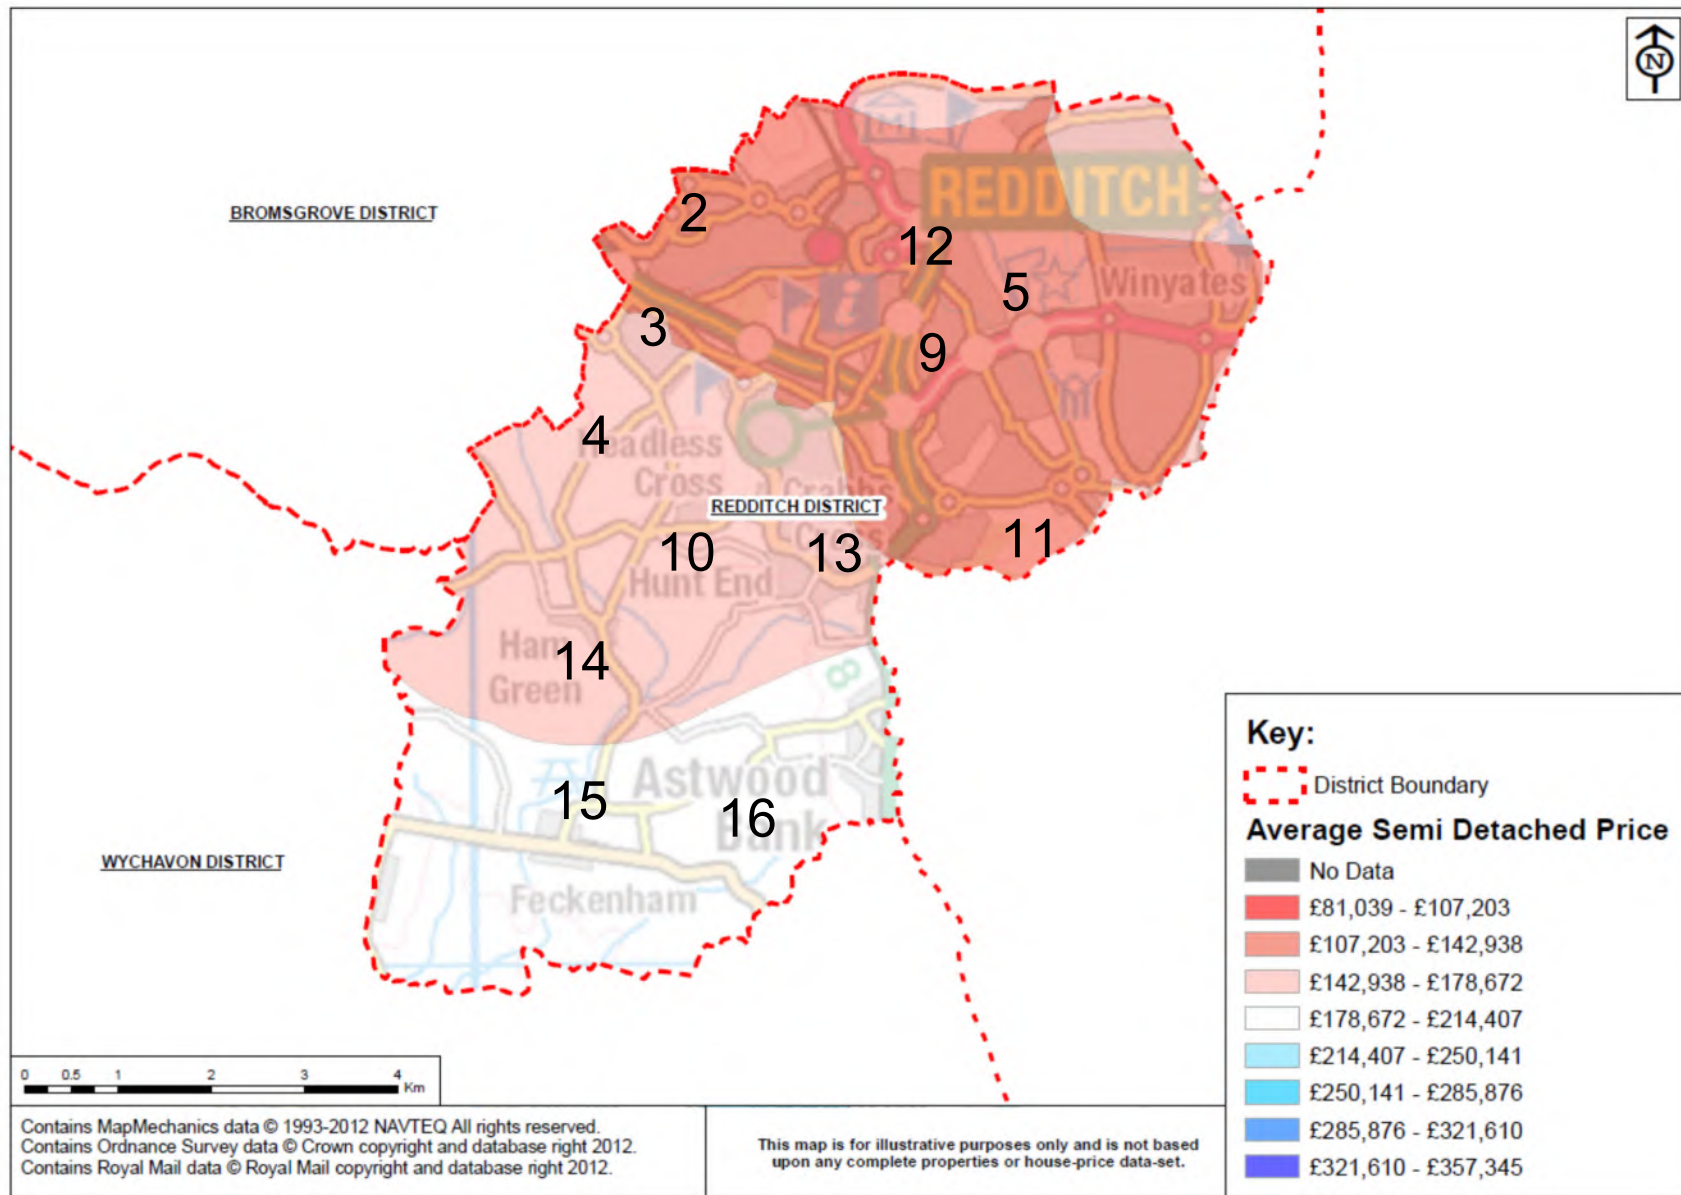 N
BROMSGROVE DISTRICT
REDDITCH
2
12
5
Winyates
3
9
4
Headless
Cross
Crabbs
Cross
REDDITCH DISTRICT
10
13
11
Hunt End
Ham
Green
14
8
15
Astwood
Bank
16
WYCHAVON DISTRICT
Feckenham
Key:
District Boundary
Average Semi Detached Price
No Data
£81,039 - £107,203
£107,203 - £142,938
£142,938 - £178,672
£178,672 - £214,407
£214,407 - £250,141
£250,141 - £285,876
£285,876 - £321,610
£321,610 - £357,345
0 0.5 1 2 3 4
Km
Contains MapMechanics data © 1993-2012 NAVTEQ All rights reserved.
Contains Ordnance Survey data © Crown copyright and database right 2012.
Contains Royal Mail data © Royal Mail copyright and database right 2012.
This map is for illustrative purposes only and is not based
upon any complete properties or house-price data-set.